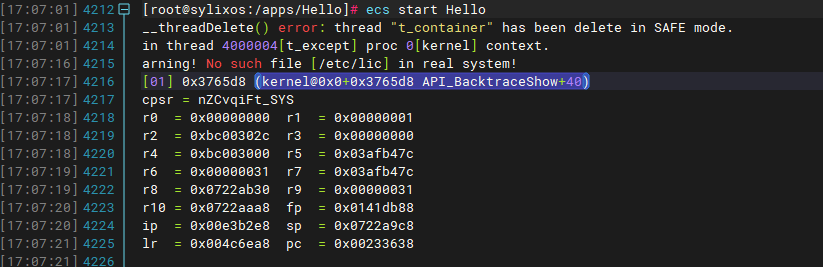 [17:07:01] 4212 [root@sylixos:/apps/Hello]# ecs start Hello
[17:07:01] 4213 __threadDelete() error: thread "t_container" has been delete in SAFE mode.
[17:07:01] 4214 in thread 4000004[t_except] proc 0[kernel] context.
[17:07:16] 4215 arning! No such file [/etc/lic] in real system!
[17:07:17] 4216 [01] 0x3765d8 (kernel@0x0+0x3765d8 API_BacktraceShow+40)
[17:07:17] 4217 cpsr = nZCvqiFt_SYS
[17:07:18] 4218 r0 = 0x00000000 r1 = 0x00000001
[17:07:18] 4219 r2 = 0xbc00302c r3 = 0x00000000
[17:07:18] 4220 r4 = 0xbc003000 r5 = 0x03afb47c
[17:07:19] 4221 r6 = 0x00000031 r7 = 0x03afb47c
[17:07:19] 4222 r8 = 0x0722ab30 r9 = 0x00000031
[17:07:20] 4223 r10 = 0x0722aaa8 fp = 0x0141db88
[17:07:20] 4224 ip = 0x00e3b2e8 sp = 0x0722a9c8
[17:07:21] 4225 lr = 0x004c6ea8 pc = 0x00233638
[17:07:21] 4226